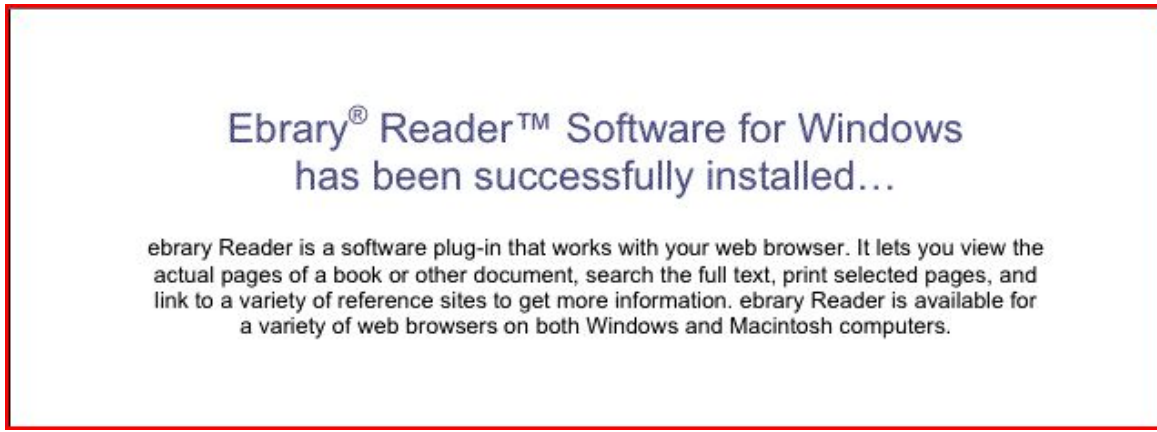 Ebrary® Reader™ Software for Windows
has been successfully installed…
ebrary Reader is a software plug-in that works with your web browser. It lets you view the
actual pages of a book or other document, search the full text, print selected pages, and
link to a variety of reference sites to get more information. ebrary Reader is available for
a variety of web browsers on both Windows and Macintosh computers.